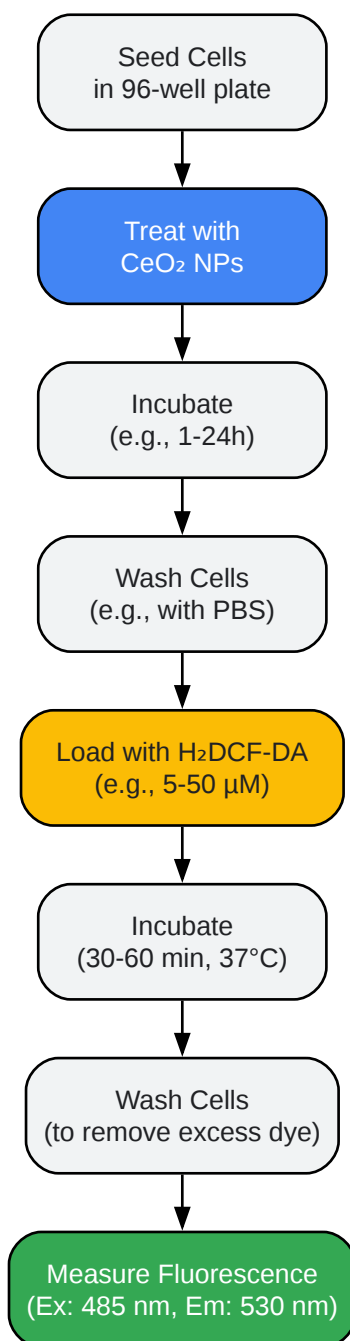 Seed Cells
in 96-well plate
Treat with
CeO₂ NPs
Incubate
(e.g., 1-24h)
Wash Cells
(e.g., with PBS)
Load with H₂DCF-DA
(e.g., 5-50 µM)
Incubate
(30-60 min, 37°C)
Wash Cells
(to remove excess dye)
Measure Fluorescence
(Ex: 485 nm, Em: 530 nm)